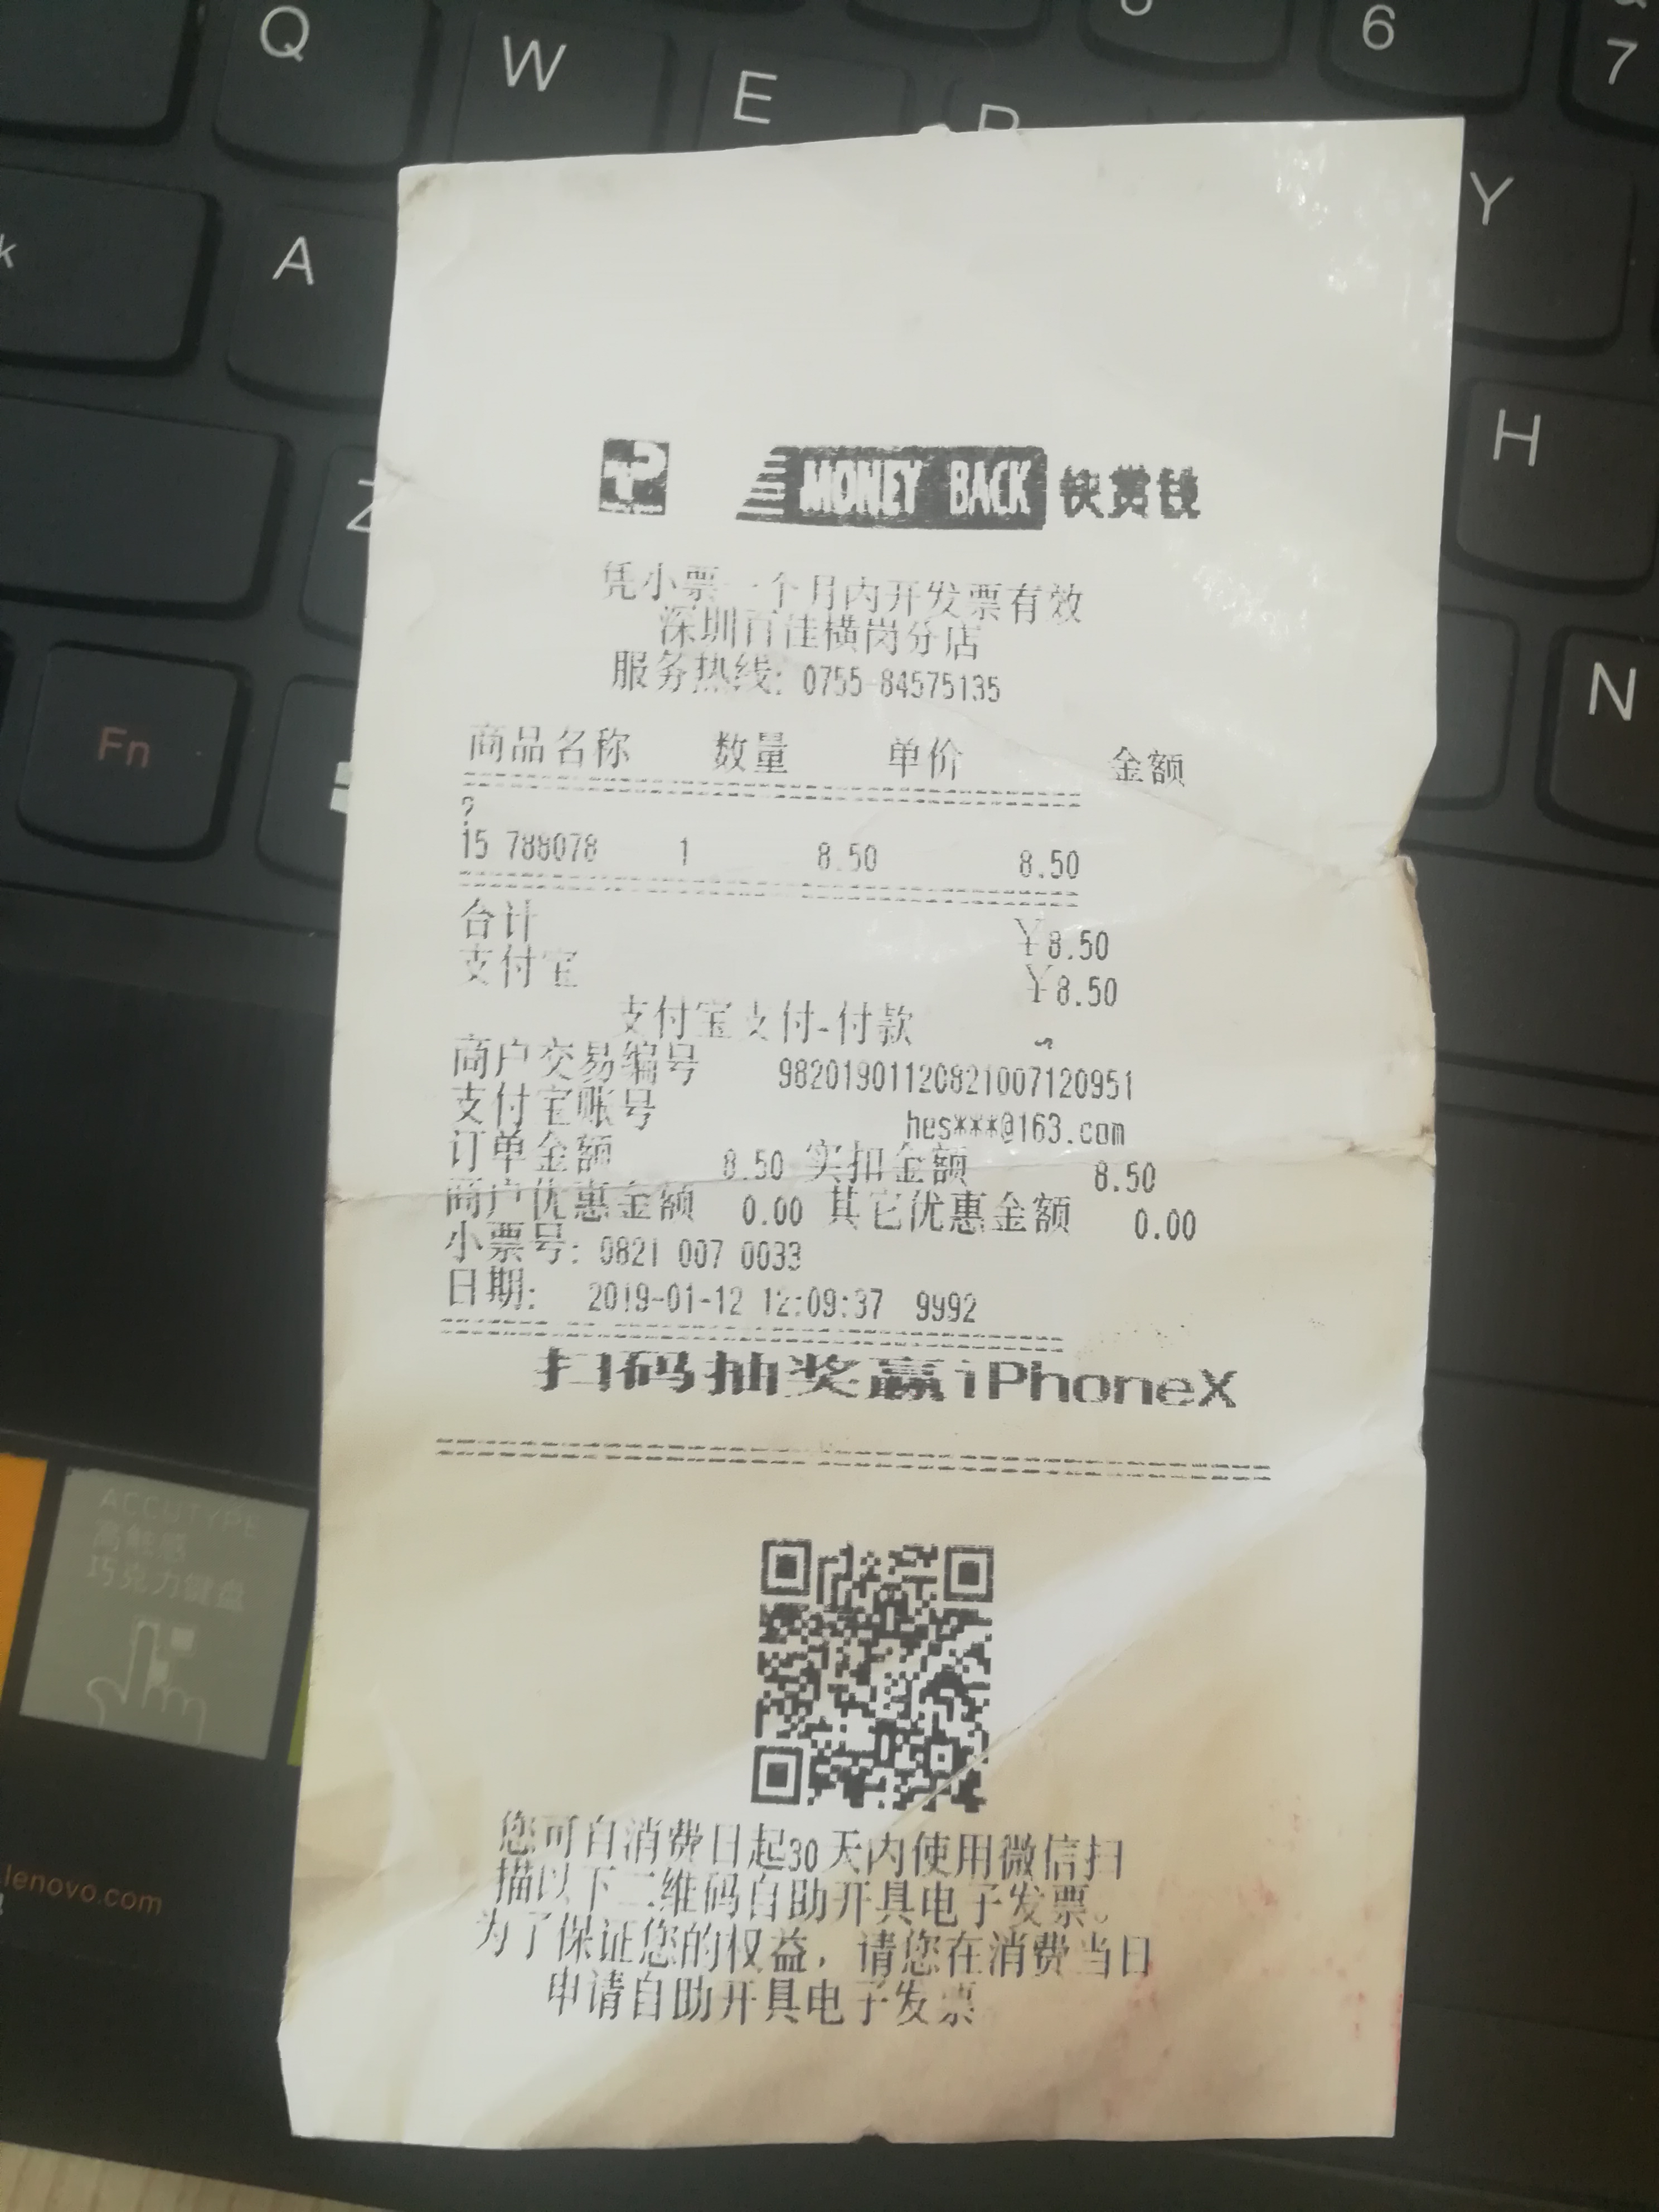 Q W E 6 7
A Y
Z H
N
Fn
MONEY BACK 快赏钱
凭小票一个月内开发票有效
深圳百佳横岗分店
服务热线: 0755-84575135
商品名称 数量 单价 金额
?
15 788078 1 8.50 8.50
合计 ¥8.50
支付宝 ¥8.50
支付宝支付-付款
商户交易编号 98201901120821007120951
支付宝账号 hes***@163.com
订单金额 8.50 实扣金额 8.50
商户优惠金额 0.00 其它优惠金额 0.00
小票号: 0821 007 0033
日期: 2019-01-12 12:09:37 9992
扫码抽奖赢iPhoneX
您可自消费日起30天内使用微信扫
描以下二维码自助开具电子发票。
为了保证您的权益，请您在消费当日
申请自助开具电子发票
ACCUTYPE
高触感
巧克力键盘
.lenovo.com